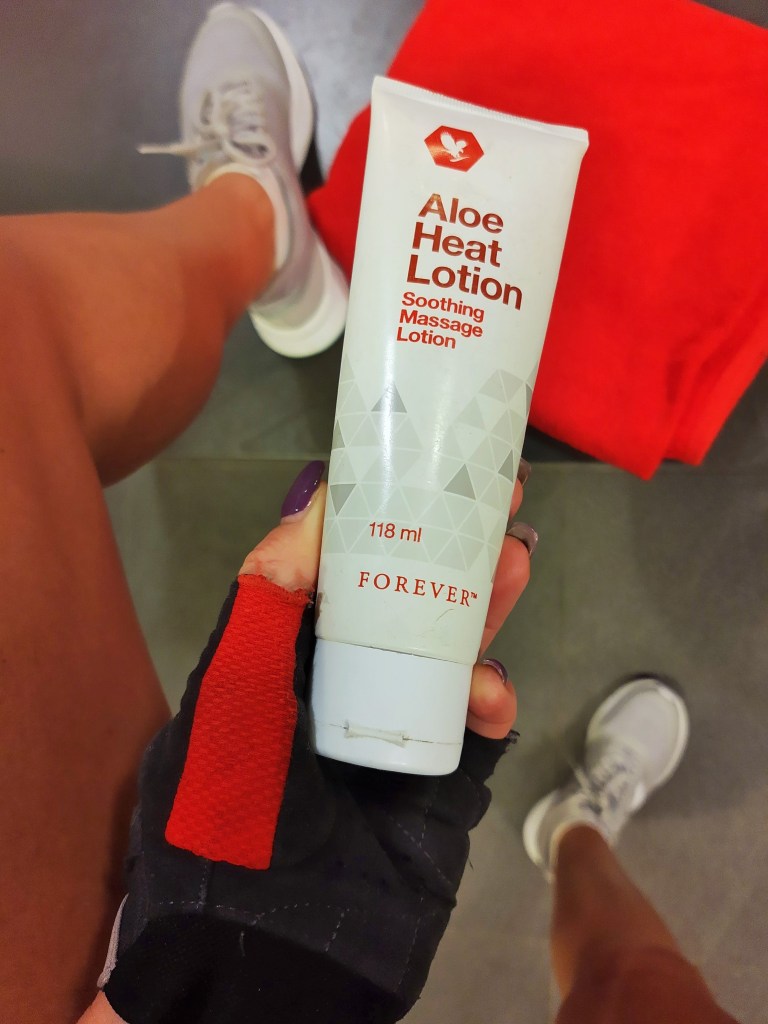 Aloe
Heat
Lotion
Soothing
Massage
Lotion
118 ml
FOREVER™